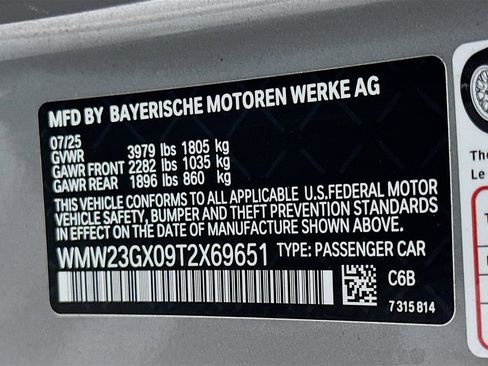 MFD BY BAYERISCHE MOTOREN WERKE AG
07/25
GVWR 3979 lbs 1805 kg
GAWR FRONT 2282 lbs 1035 kg
GAWR REAR 1896 lbs 860 kg
THIS VEHICLE CONFORMS TO ALL APPLICABLE U.S.FEDERAL MOTOR
VEHICLE SAFETY, BUMPER AND THEFT PREVENTION STANDARDS
IN EFFECT ON THE DATE OF MANUFACTURE SHOWN ABOVE.
WMW23GX09T2X69651 TYPE: PASSENGER CAR
C6B
7 315 814
The
Le